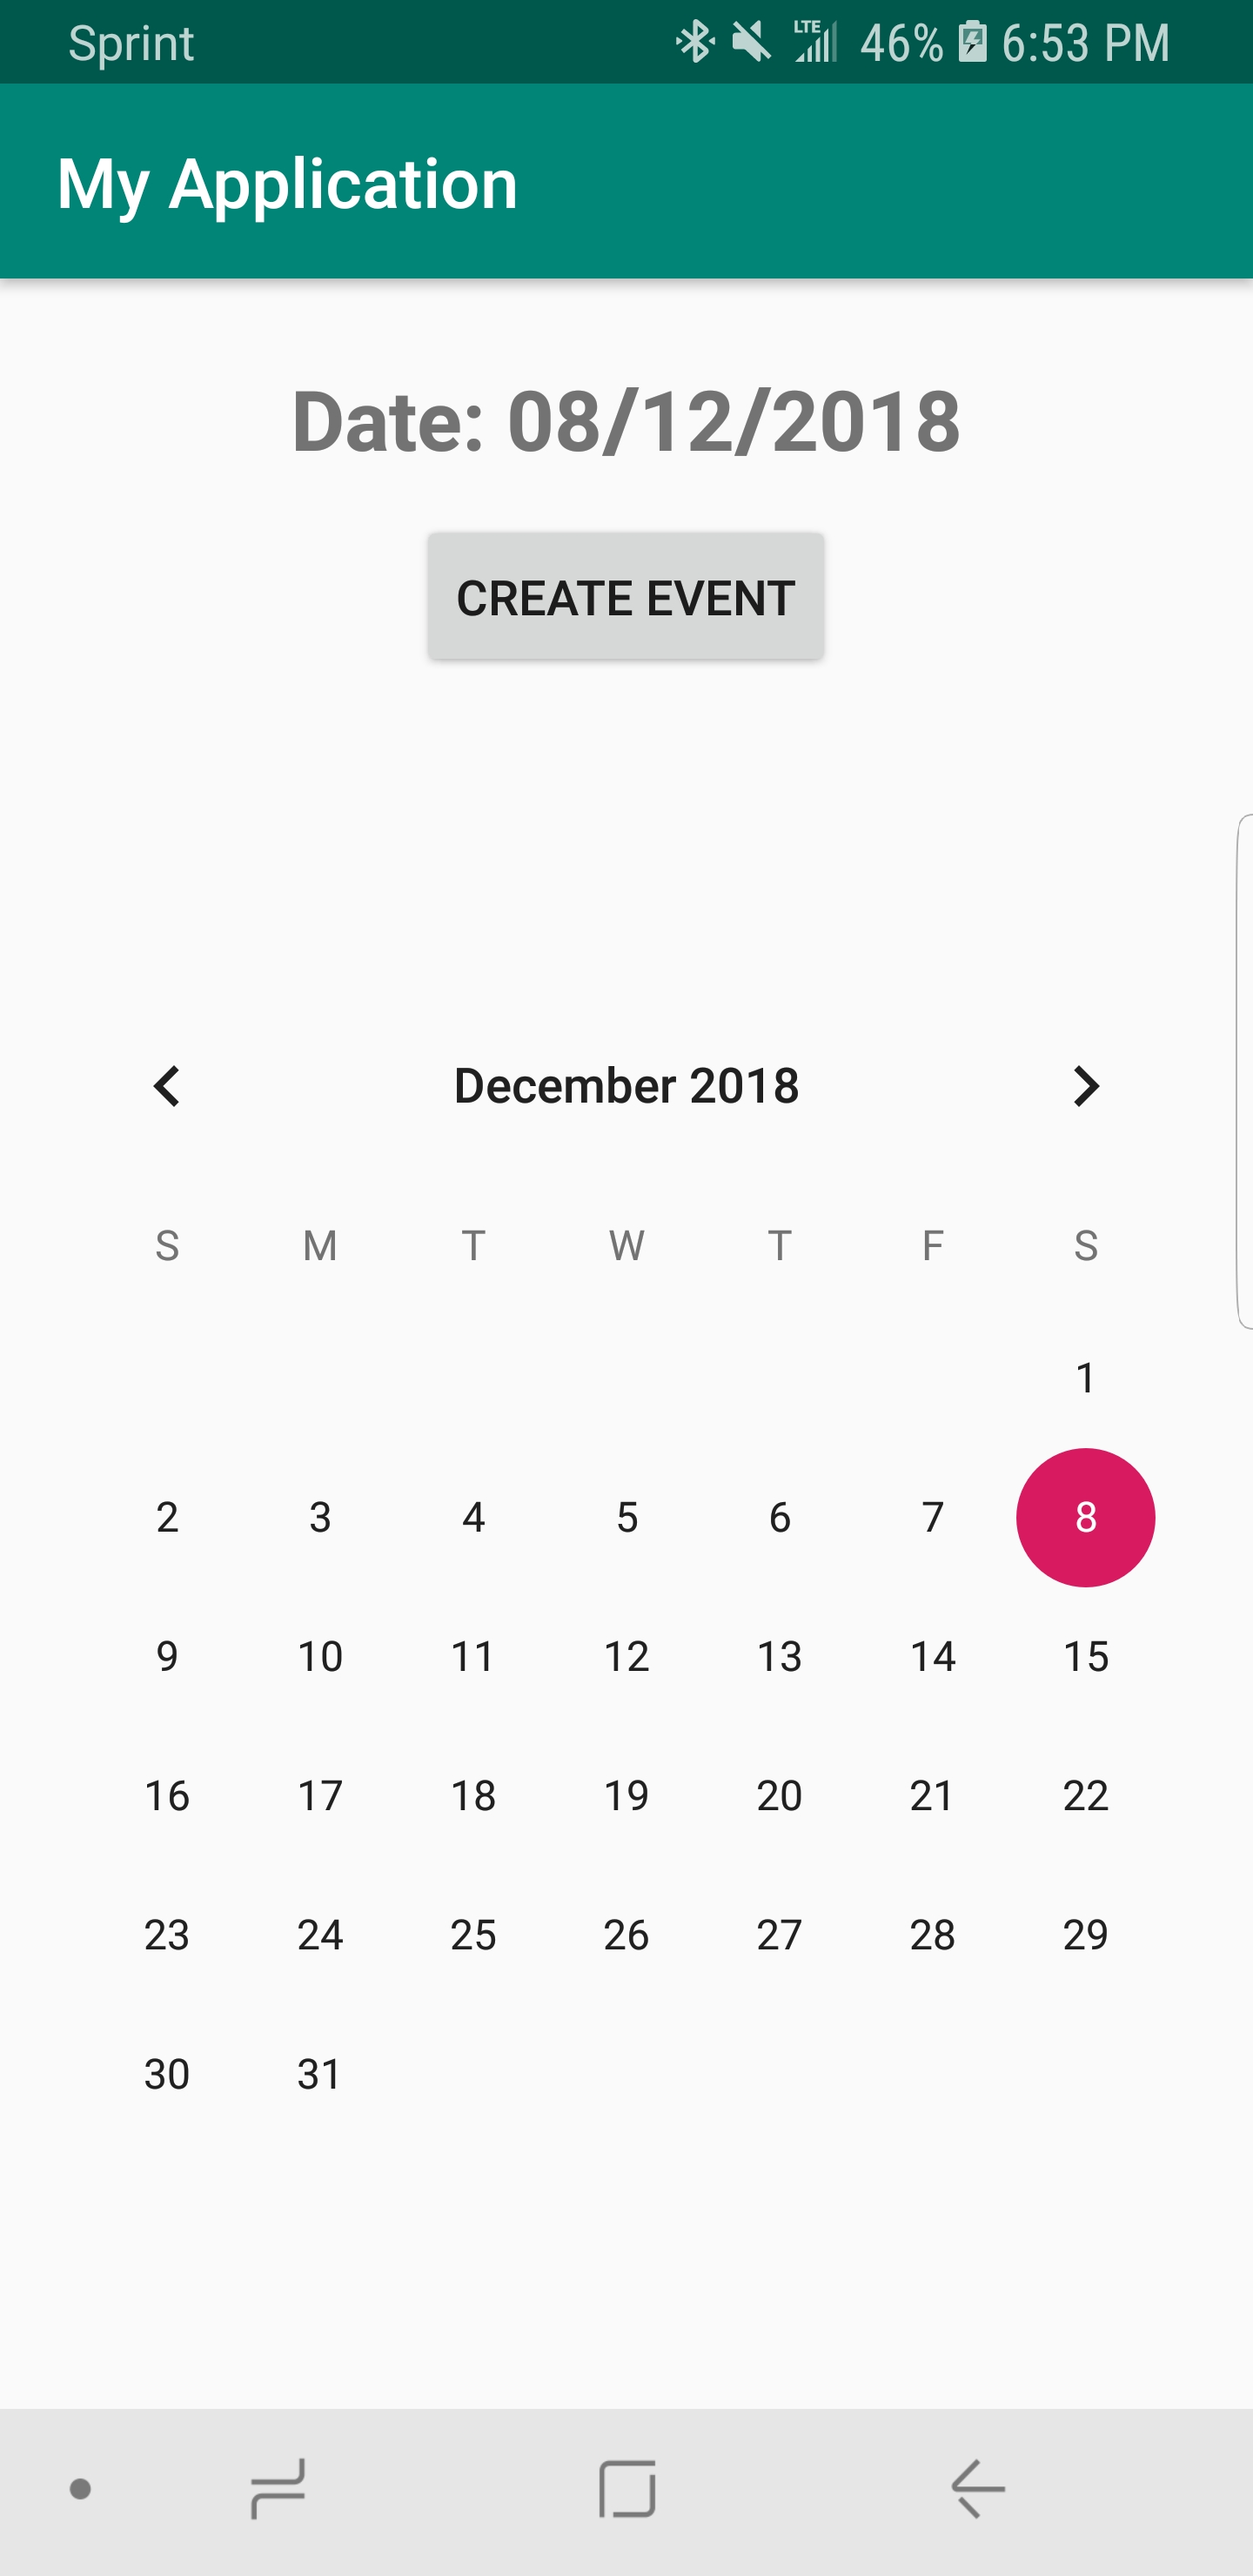 Sprint LTE 46% 6:53 PM
My Application
Date: 08/12/2018
CREATE EVENT
December 2018
S M T W T F S
1
2 3 4 5 6 7 8
9 10 11 12 13 14 15
16 17 18 19 20 21 22
23 24 25 26 27 28 29
30 31